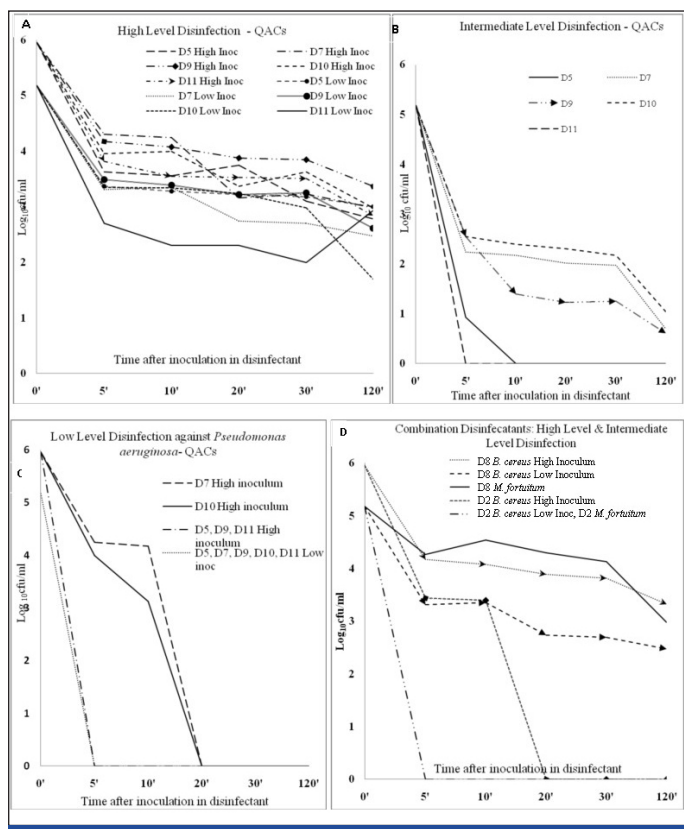 A
High Level Disinfection - QACs
D5 High Inoc
D7 High Inoc
D9 High Inoc
D10 High Inoc
D11 High Inoc
D5 Low Inoc
D7 Low Inoc
D9 Low Inoc
D10 Low Inoc
D11 Low Inoc
6
5
4
3
2
1
0
Log10cfu/ml
Time after inoculation in disinfectant
0'
5'
10'
20'
30'
120'
B
Intermediate Level Disinfection - QACs
D5
D7
D9
D10
D11
6
5
4
3
2
1
0
Log10 cfu/ml
0'
5'
10'
20'
30'
120'
Time after inoculation in disinfectant
C
Low Level Disinfection against Pseudomonas
aeruginosa- QACs
D7 High inoculum
D10 High inoculum
D5, D9, D11 High
inoculum
D5, D7, D9, D10, D11 Low
inoc
6
5
4
3
2
1
0
Log 10cfu/ml
0'
5'
10'
20'
30'
120'
Time after inoculation in disinfectant
D
Combination Disinfecatants: High Level & Intermediate
Level Disinfection
D8 B. cereus High Inoculum
D8 B. cereus Low Inoculum
D8 M. fortuitum
D2 B. cereus High Inoculum
D2 B. cereus Low Inoc, D2 M. fortuitum
6
5
4
3
2
1
0
Log10cfu/ml
Time after inoculation in disinfectant
0'
5'
10'
20'
30'
120'